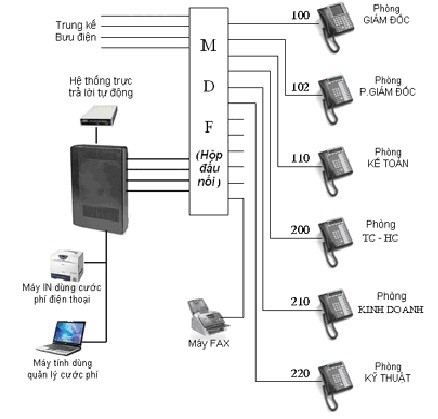 Trung kế
Bưu điện
Hệ thống trực
trả lời tự động
M
D
F
(Hộp
đấu
nối)
100
Phòng
GIÁM ĐỐC
102
Phòng
P.GIÁM ĐỐC
110
Phòng
KẾ TOÁN
200
Phòng
TC - HC
210
Phòng
KINH DOANH
220
Phòng
KỸ THUẬT
Máy IN dùng cước
phí điện thoại
Máy FAX
Máy tính dùng
quản lý cước phí